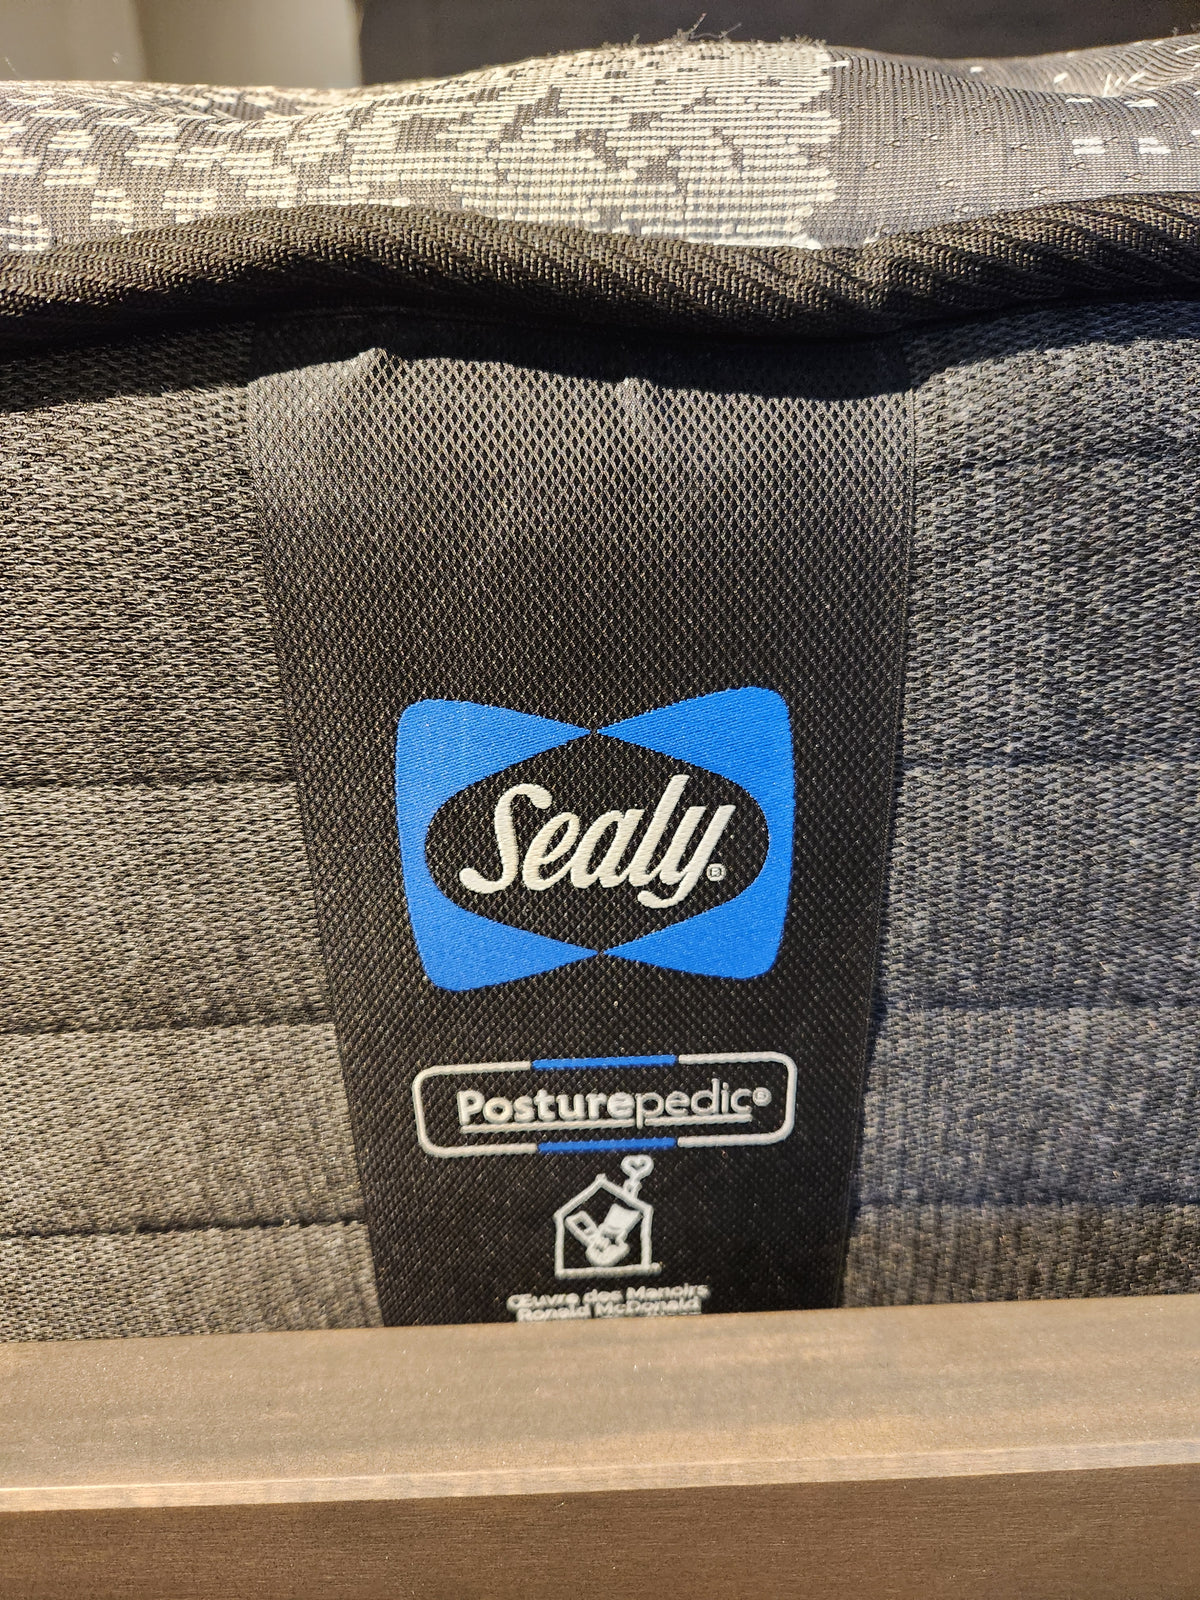 Sealy®
Posturepedic®
Œuvre des Manoirs
Ronald McDonald